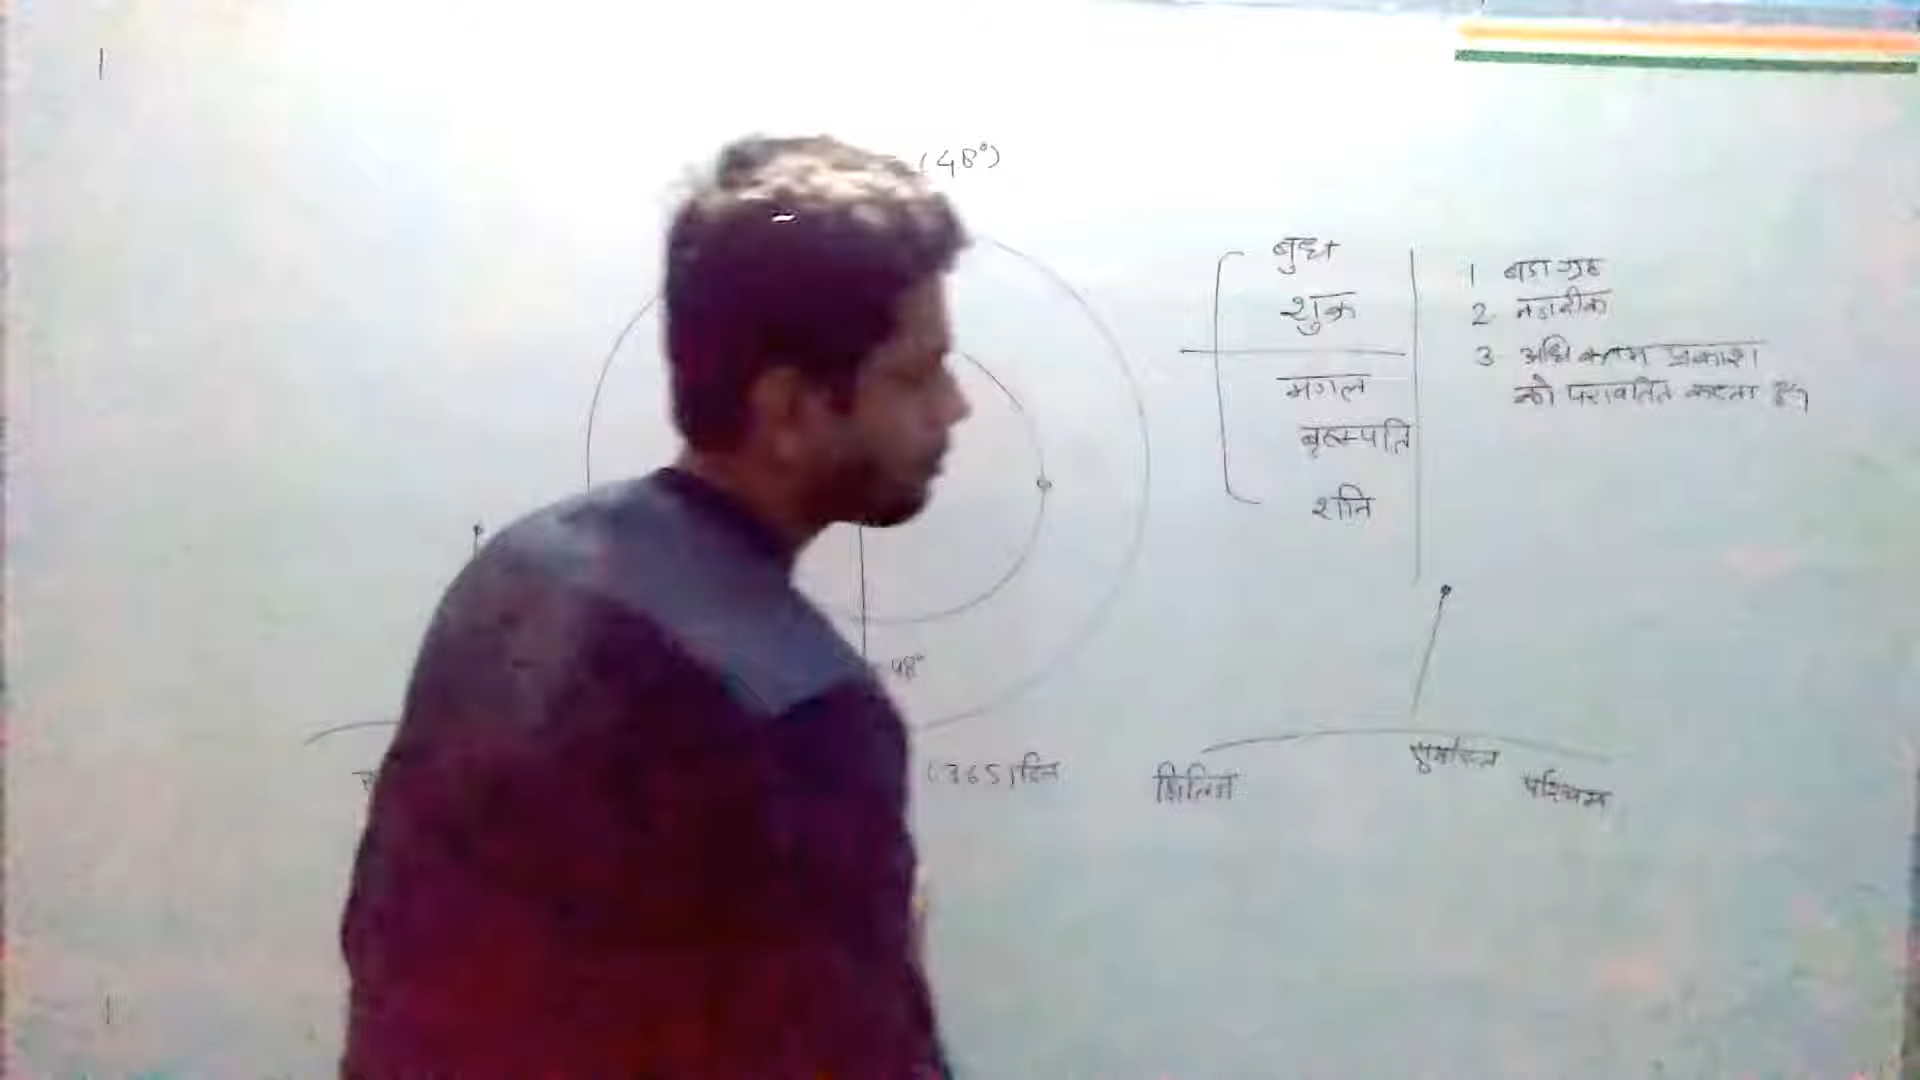 (48°)
बुध
शुक्र
मंगल
बृहस्पति
शनि
1 बडा ग्रह
2. नजदीक
3 अधिकतम प्रकाश
को परावर्तित करता है।
48°
(365) दिन
क्षितिज
सूर्यास्त
पश्चिम